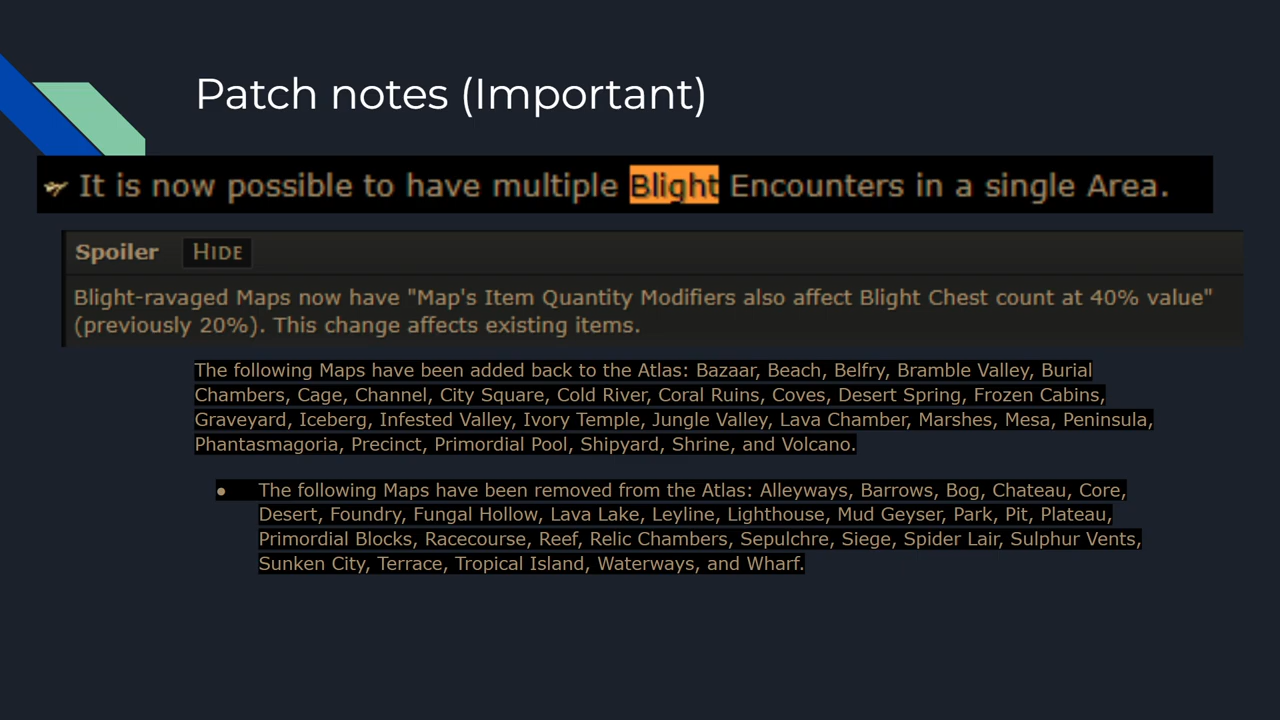 Patch notes (Important)
It is now possible to have multiple Blight Encounters in a single Area.
Spoiler HIDE
Blight-ravaged Maps now have "Map's Item Quantity Modifiers also affect Blight Chest count at 40% value"
(previously 20%). This change affects existing items.
The following Maps have been added back to the Atlas: Bazaar, Beach, Belfry, Bramble Valley, Burial
Chambers, Cage, Channel, City Square, Cold River, Coral Ruins, Coves, Desert Spring, Frozen Cabins,
Graveyard, Iceberg, Infested Valley, Ivory Temple, Jungle Valley, Lava Chamber, Marshes, Mesa, Peninsula,
Phantasmagoria, Precinct, Primordial Pool, Shipyard, Shrine, and Volcano.
● The following Maps have been removed from the Atlas: Alleyways, Barrows, Bog, Chateau, Core,
Desert, Foundry, Fungal Hollow, Lava Lake, Leyline, Lighthouse, Mud Geyser, Park, Pit, Plateau,
Primordial Blocks, Racecourse, Reef, Relic Chambers, Sepulchre, Siege, Spider Lair, Sulphur Vents,
Sunken City, Terrace, Tropical Island, Waterways, and Wharf.